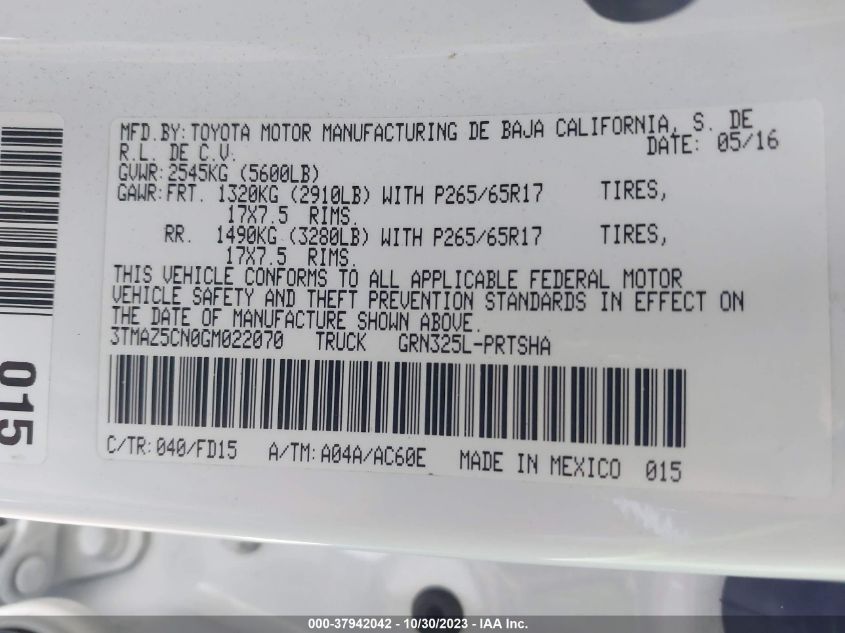 MFD.BY: TOYOTA MOTOR MANUFACTURING DE BAJA CALIFORNIA, S. DE
R.L. DE C.V. DATE: 05/16
GVWR: 2545KG (5600LB)
GAWR: FRT. 1320KG (2910LB) WITH P265/65R17 TIRES,
17X7.5 RIMS.
RR. 1490KG (3280LB) WITH P265/65R17 TIRES,
17X7.5 RIMS.
THIS VEHICLE CONFORMS TO ALL APPLICABLE FEDERAL MOTOR
VEHICLE SAFETY AND THEFT PREVENTION STANDARDS IN EFFECT ON
THE DATE OF MANUFACTURE SHOWN ABOVE.
3TMAZ5CN0GM022070 TRUCK GRN325L-PRTSHA
C/TR: 040/FD15 A/TM: A04A/AC60E MADE IN MEXICO 015
015
000-37942042 - 10/30/2023 - IAA Inc.